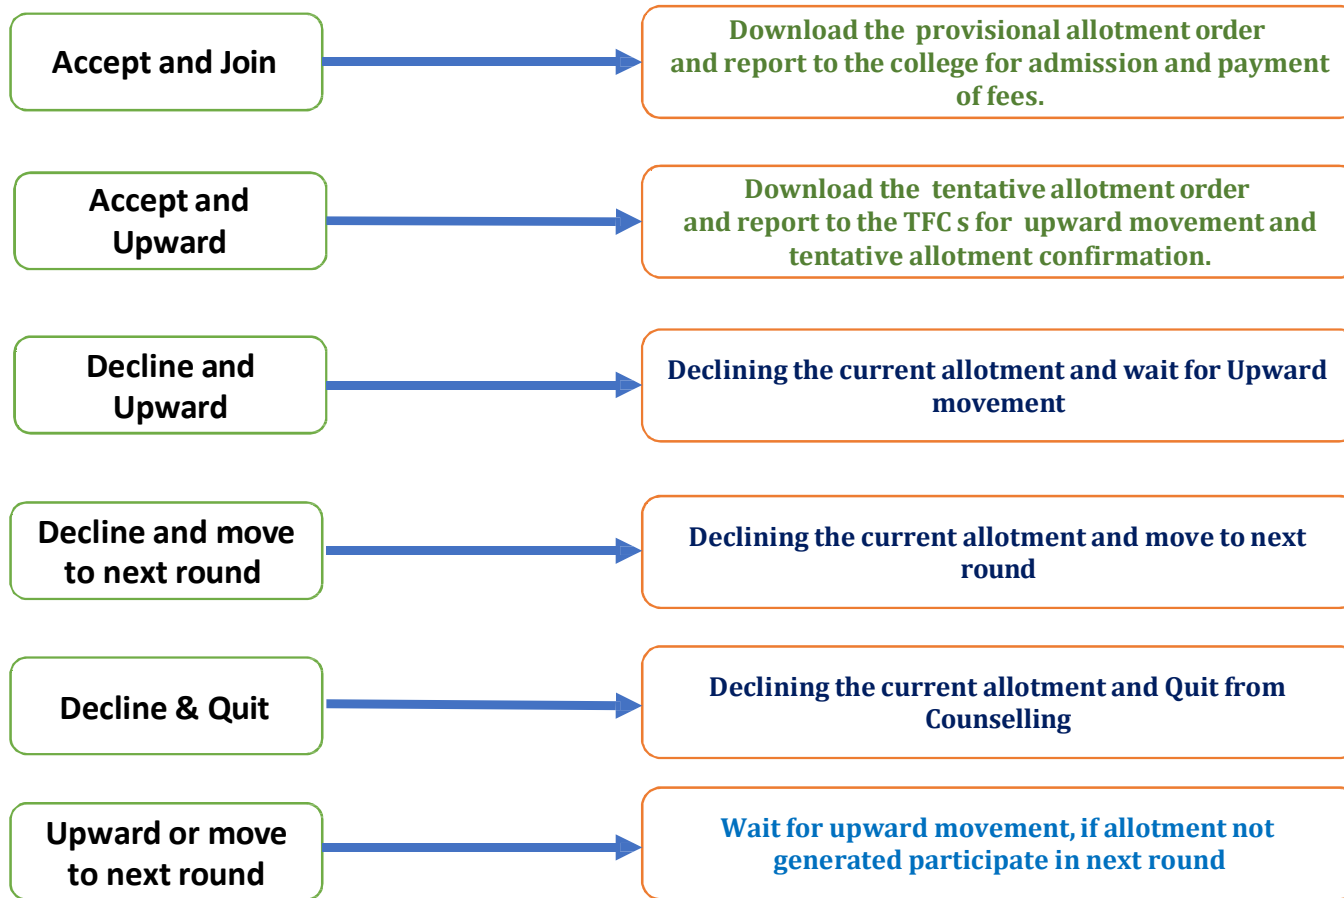 Accept and Join
Download the provisional allotment order
and report to the college for admission and payment
of fees.
Accept and
Upward
Download the tentative allotment order
and report to the TFC s for upward movement and
tentative allotment confirmation.
Decline and
Upward
Declining the current allotment and wait for Upward
movement
Decline and move
to next round
Declining the current allotment and move to next
round
Decline & Quit
Declining the current allotment and Quit from
Counselling
Upward or move
to next round
Wait for upward movement, if allotment not
generated participate in next round